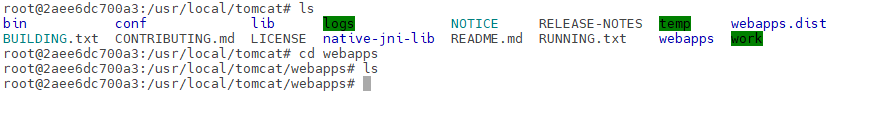 root@2aee6dc700a3:/usr/local/tomcat# ls
bin conf lib logs NOTICE RELEASE-NOTES temp webapps.dist
BUILDING.txt CONTRIBUTING.md LICENSE native-jni-lib README.md RUNNING.txt webapps work
root@2aee6dc700a3:/usr/local/tomcat# cd webapps
root@2aee6dc700a3:/usr/local/tomcat/webapps# ls
root@2aee6dc700a3:/usr/local/tomcat/webapps#